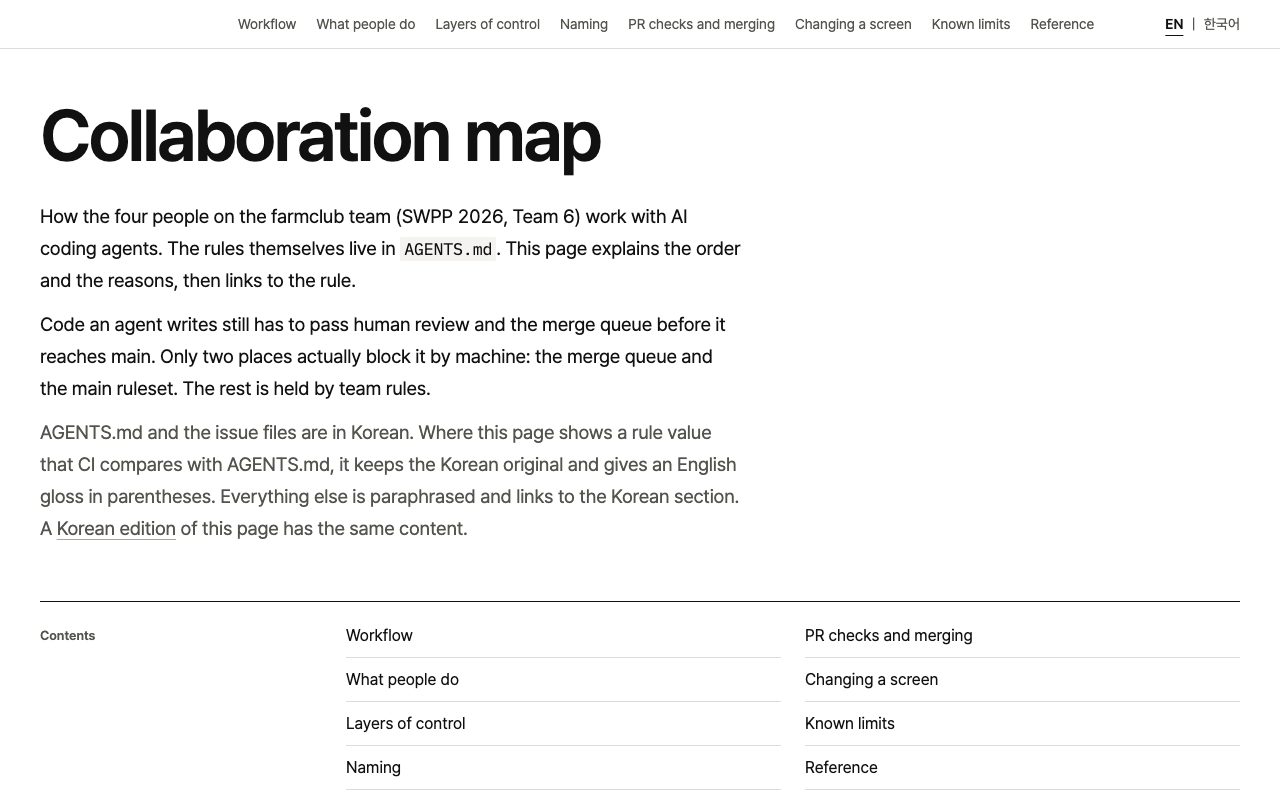 Workflow
What people do
Layers of control
Naming
PR checks and merging
Changing a screen
Known limits
Reference
EN | 한국어
Collaboration map
How the four people on the farmclub team (SWPP 2026, Team 6) work with AI
coding agents. The rules themselves live in AGENTS.md. This page explains the order
and the reasons, then links to the rule.
Code an agent writes still has to pass human review and the merge queue before it
reaches main. Only two places actually block it by machine: the merge queue and
the main ruleset. The rest is held by team rules.
AGENTS.md and the issue files are in Korean. Where this page shows a rule value
that CI compares with AGENTS.md, it keeps the Korean original and gives an English
gloss in parentheses. Everything else is paraphrased and links to the Korean section.
A Korean edition of this page has the same content.
Contents
Workflow
What people do
Layers of control
Naming
PR checks and merging
Changing a screen
Known limits
Reference